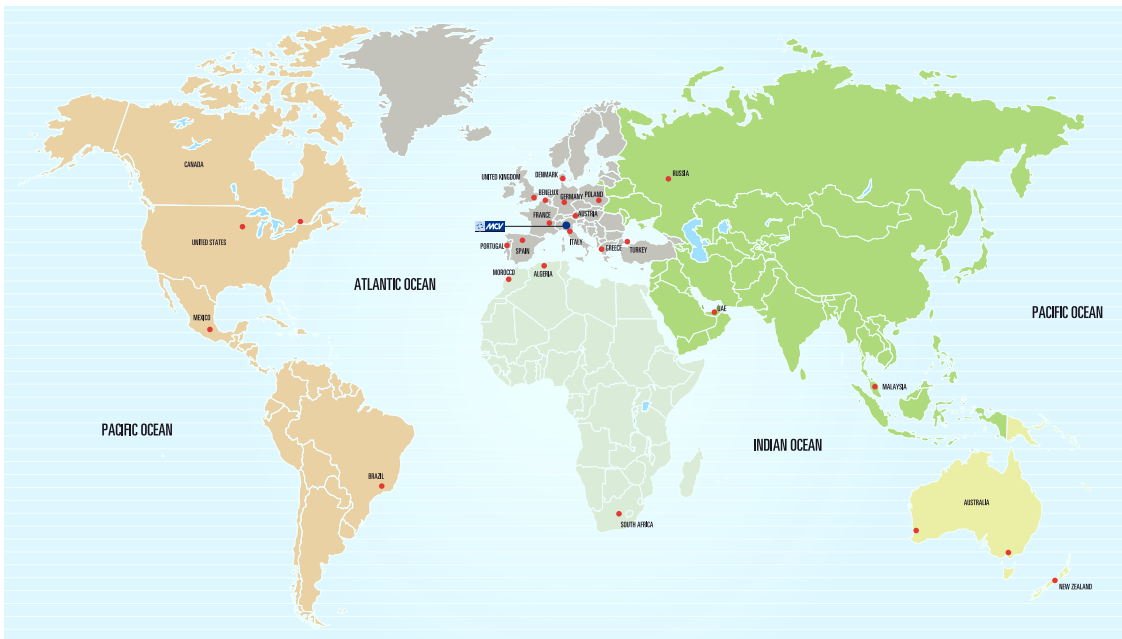 CANADA
UNITED STATES
MEXICO
BRAZIL
ATLANTIC OCEAN
PACIFIC OCEAN
UNITED KINGDOM
DENMARK
BENELUX
GERMANY
POLAND
FRANCE
AUSTRIA
MCV
ITALY
PORTUGAL
SPAIN
GREECE
TURKEY
MOROCCO
ALGERIA
RUSSIA
UAE
PACIFIC OCEAN
MALAYSIA
INDIAN OCEAN
SOUTH AFRICA
AUSTRALIA
NEW ZEALAND